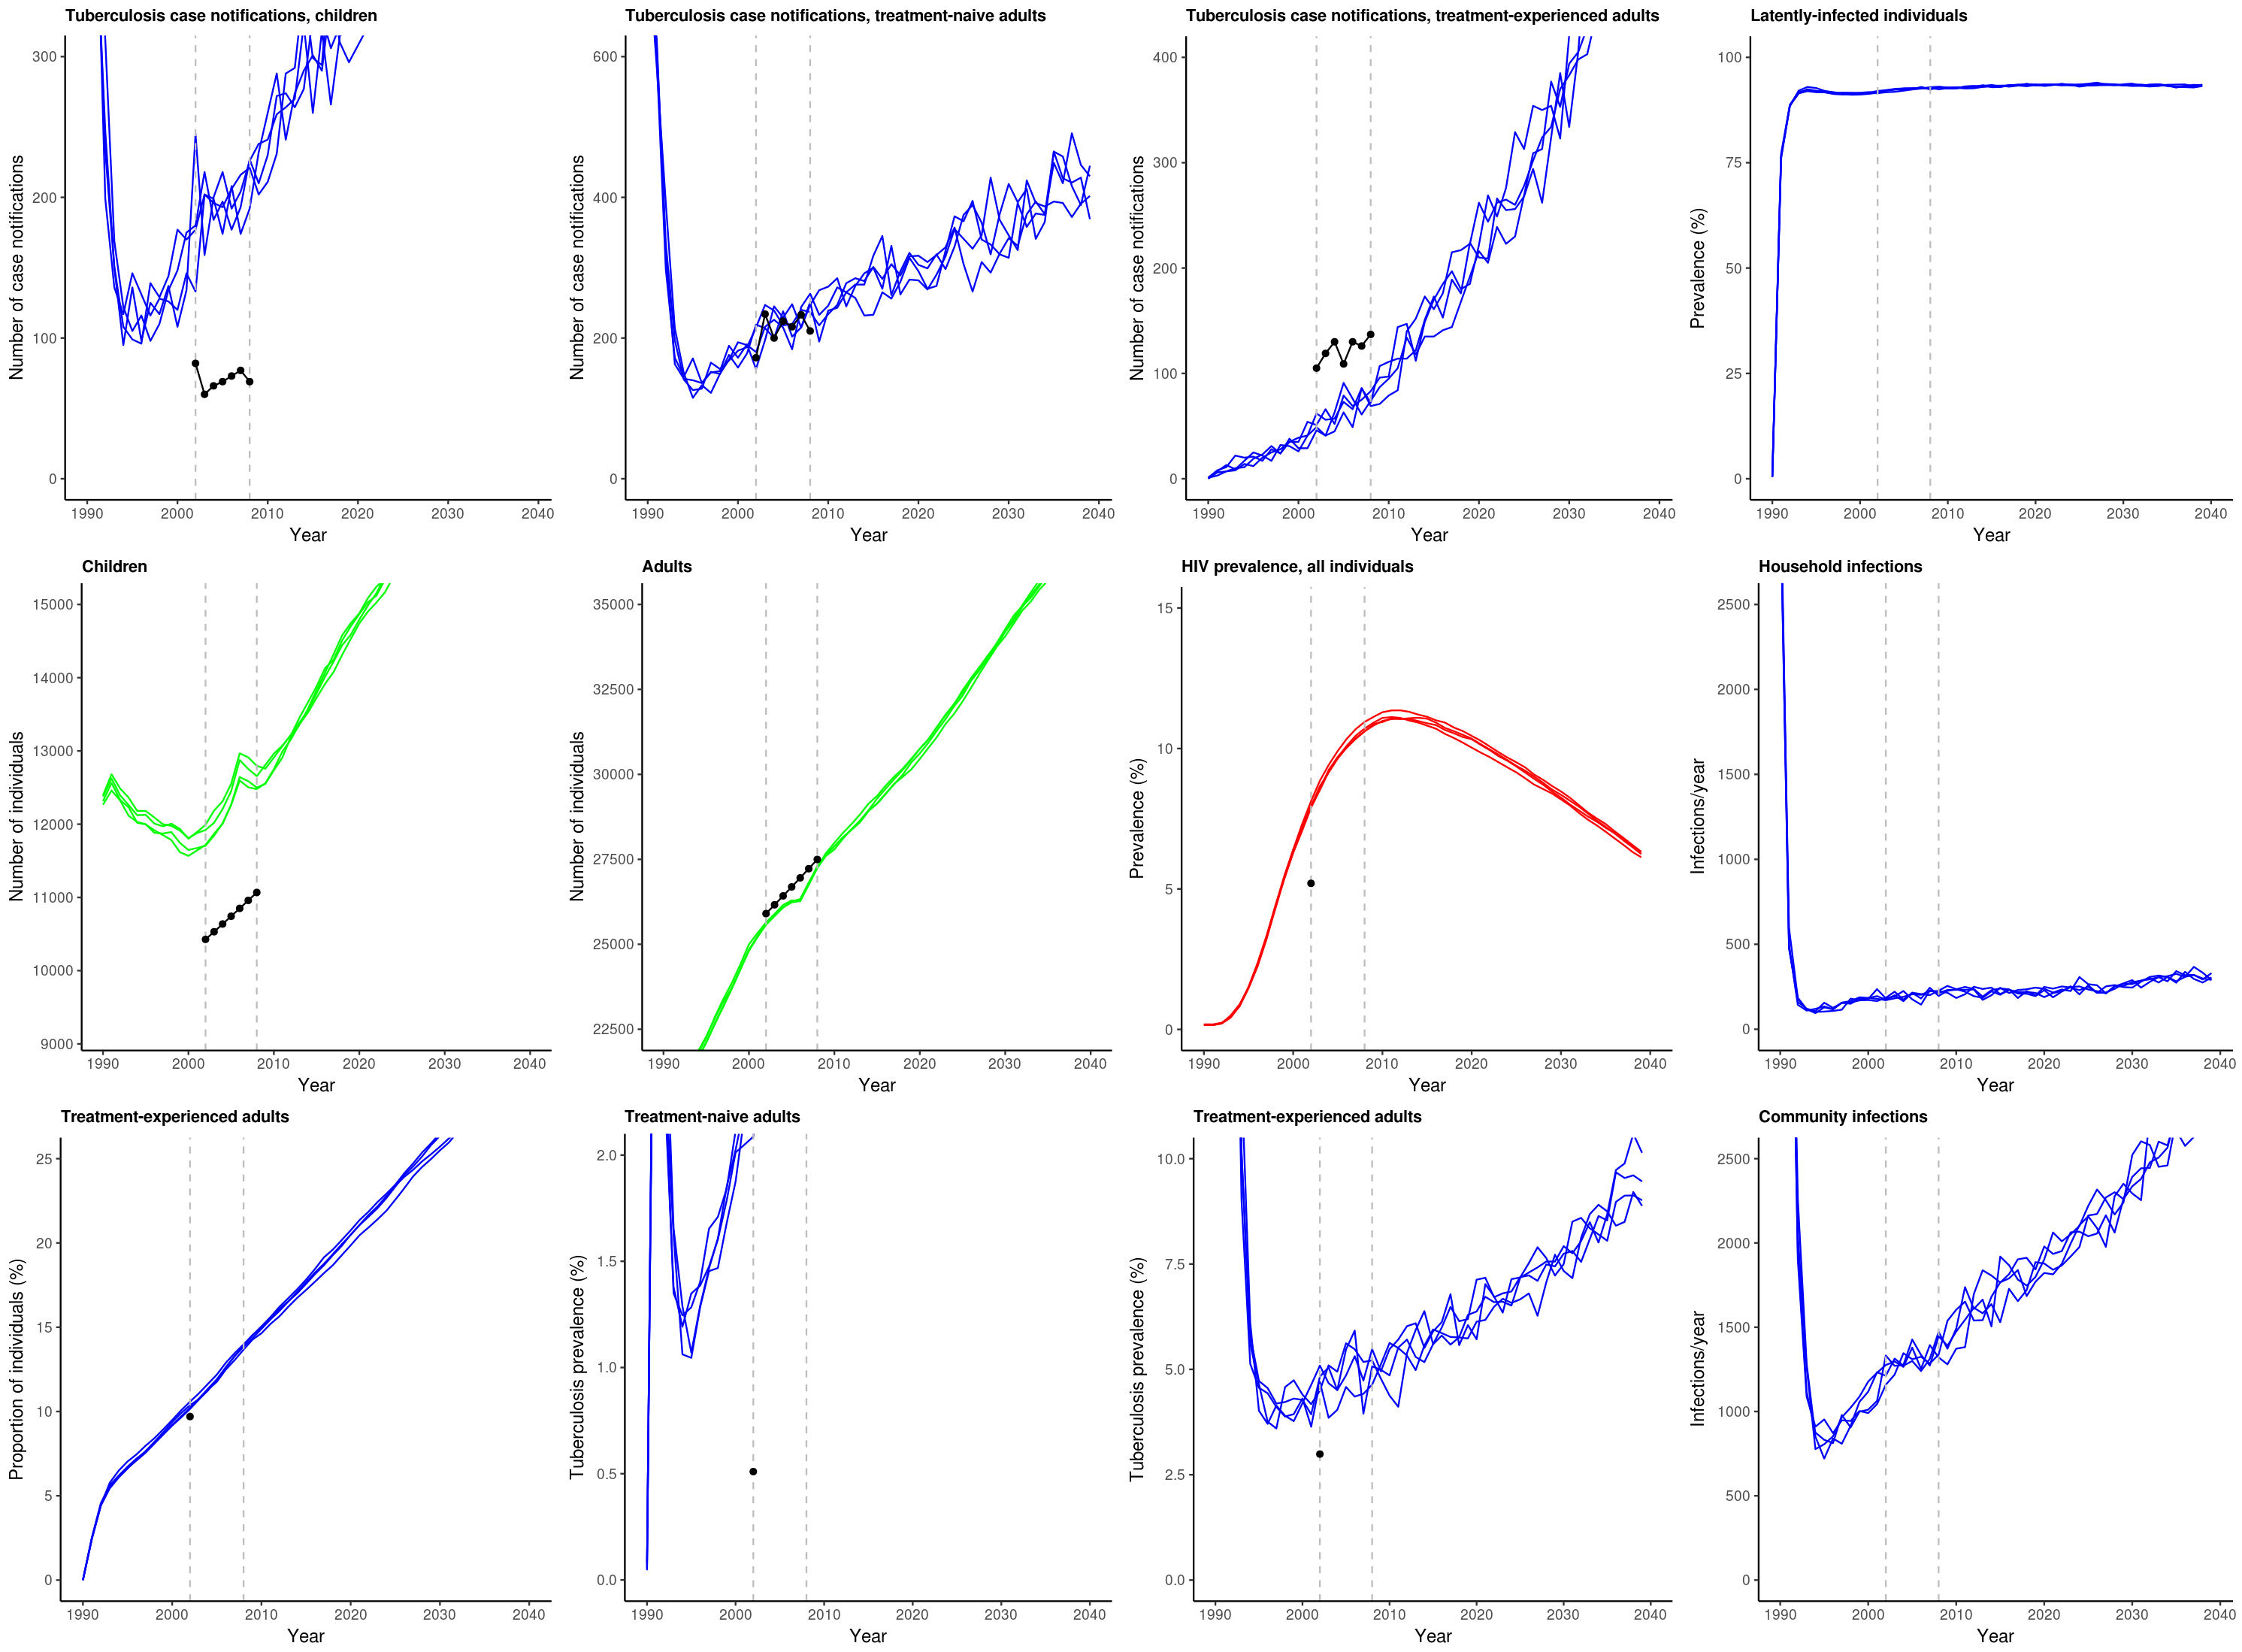 Tuberculosis case notifications, children
Number of case notifications
300
200
100
0
1990 2000 2010 2020 2030 2040
Year
Tuberculosis case notifications, treatment-naive adults
Number of case notifications
600
400
200
0
1990 2000 2010 2020 2030 2040
Year
Tuberculosis case notifications, treatment-experienced adults
Number of case notifications
400
300
200
100
0
1990 2000 2010 2020 2030 2040
Year
Latently-infected individuals
Prevalence (%)
100
75
50
25
0
1990 2000 2010 2020 2030 2040
Year
Children
Number of individuals
15000
14000
13000
12000
11000
10000
9000
1990 2000 2010 2020 2030 2040
Year
Adults
Number of individuals
35000
32500
30000
27500
25000
22500
1990 2000 2010 2020 2030 2040
Year
HIV prevalence, all individuals
Prevalence (%)
15
10
5
0
1990 2000 2010 2020 2030 2040
Year
Household infections
Infections/year
2500
2000
1500
1000
500
0
1990 2000 2010 2020 2030 2040
Year
Treatment-experienced adults
Proportion of individuals (%)
25
20
15
10
5
0
1990 2000 2010 2020 2030 2040
Year
Treatment-naive adults
Tuberculosis prevalence (%)
2.0
1.5
1.0
0.5
0.0
1990 2000 2010 2020 2030 2040
Year
Treatment-experienced adults
Tuberculosis prevalence (%)
10.0
7.5
5.0
2.5
0.0
1990 2000 2010 2020 2030 2040
Year
Community infections
Infections/year
2500
2000
1500
1000
500
0
1990 2000 2010 2020 2030 2040
Year